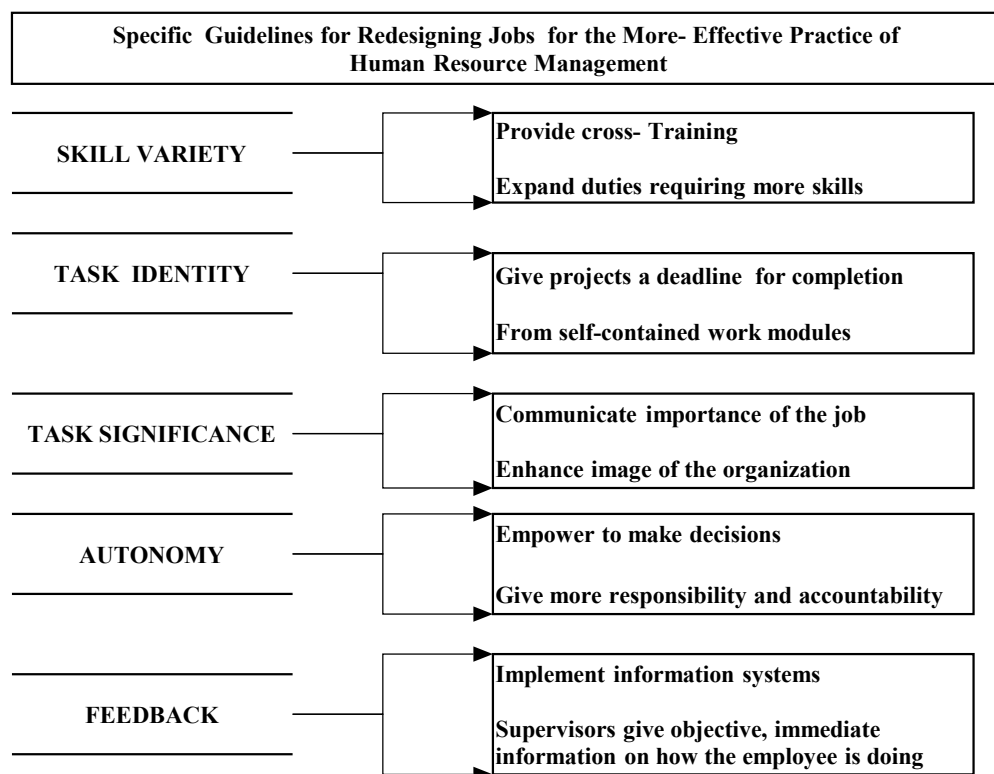 Specific Guidelines for Redesigning Jobs for the More- Effective Practice of
Human Resource Management
SKILL VARIETY
Provide cross- Training
Expand duties requiring more skills
TASK IDENTITY
Give projects a deadline for completion
From self-contained work modules
TASK SIGNIFICANCE
Communicate importance of the job
Enhance image of the organization
AUTONOMY
Empower to make decisions
Give more responsibility and accountability
FEEDBACK
Implement information systems
Supervisors give objective, immediate
information on how the employee is doing